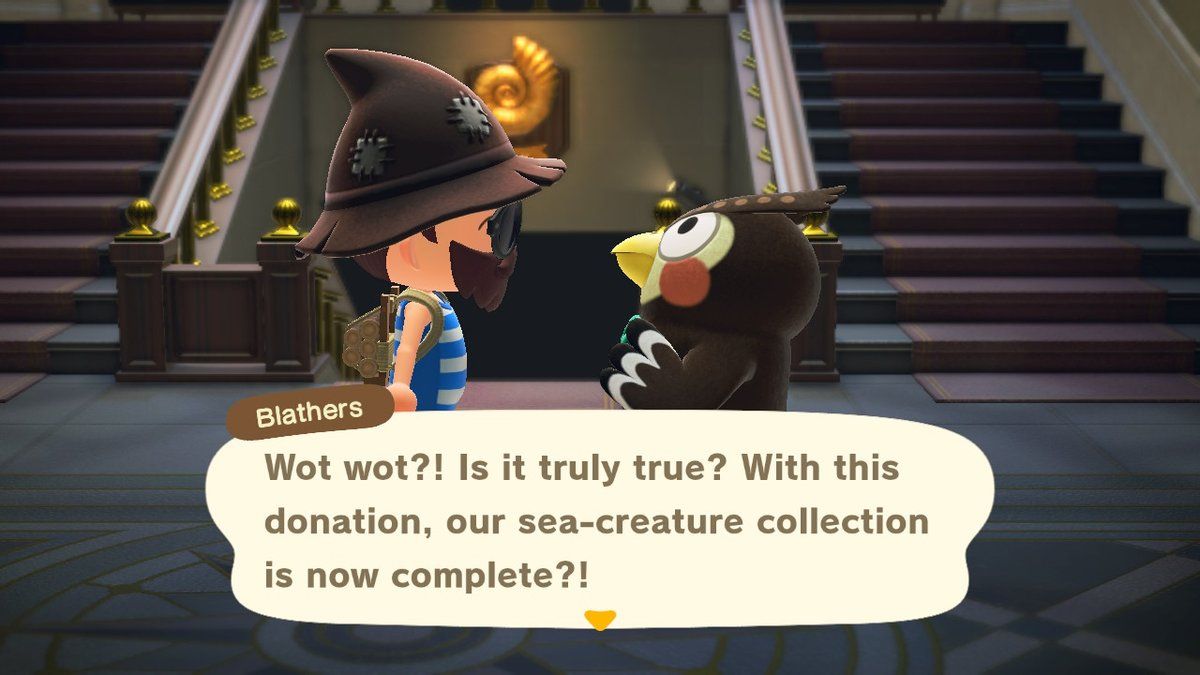 Blathers
Wot wot?! Is it truly true? With this
donation, our sea-creature collection
is now complete?!